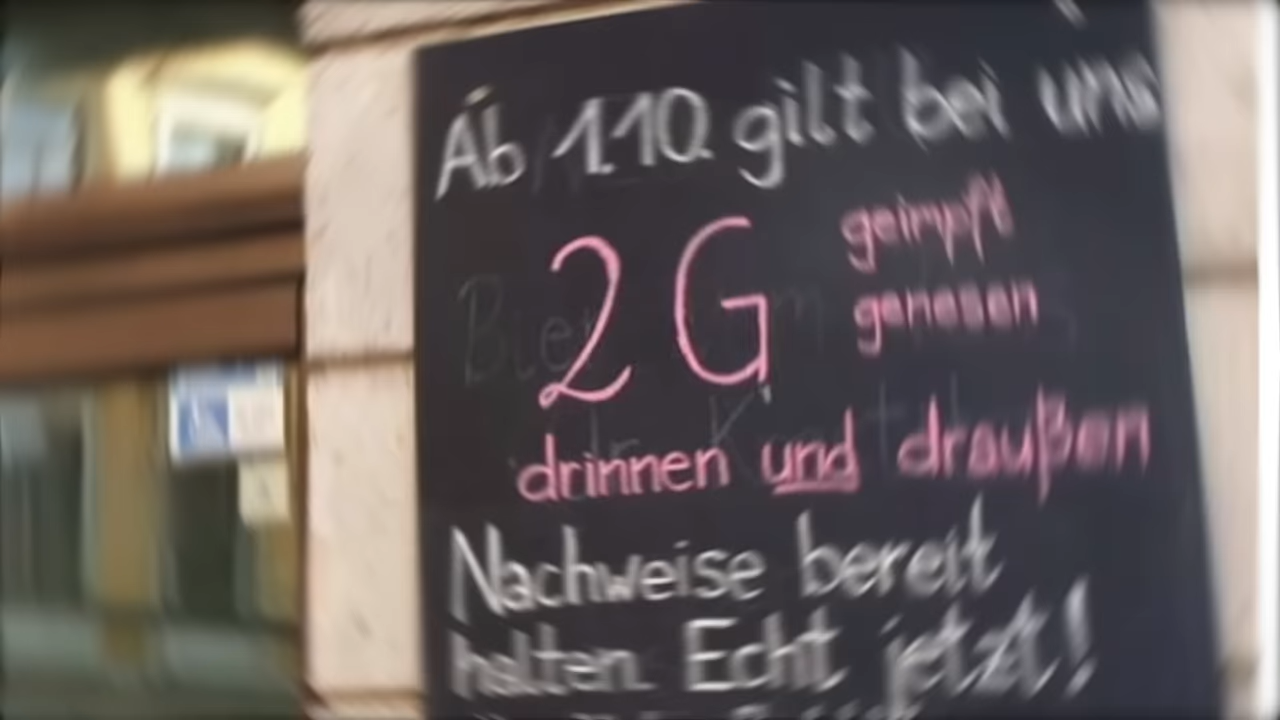 Ab 1.10. gilt bei uns
2G geimpft
genesen
drinnen und draußen
Nachweise bereit
halten. Echt jetzt!